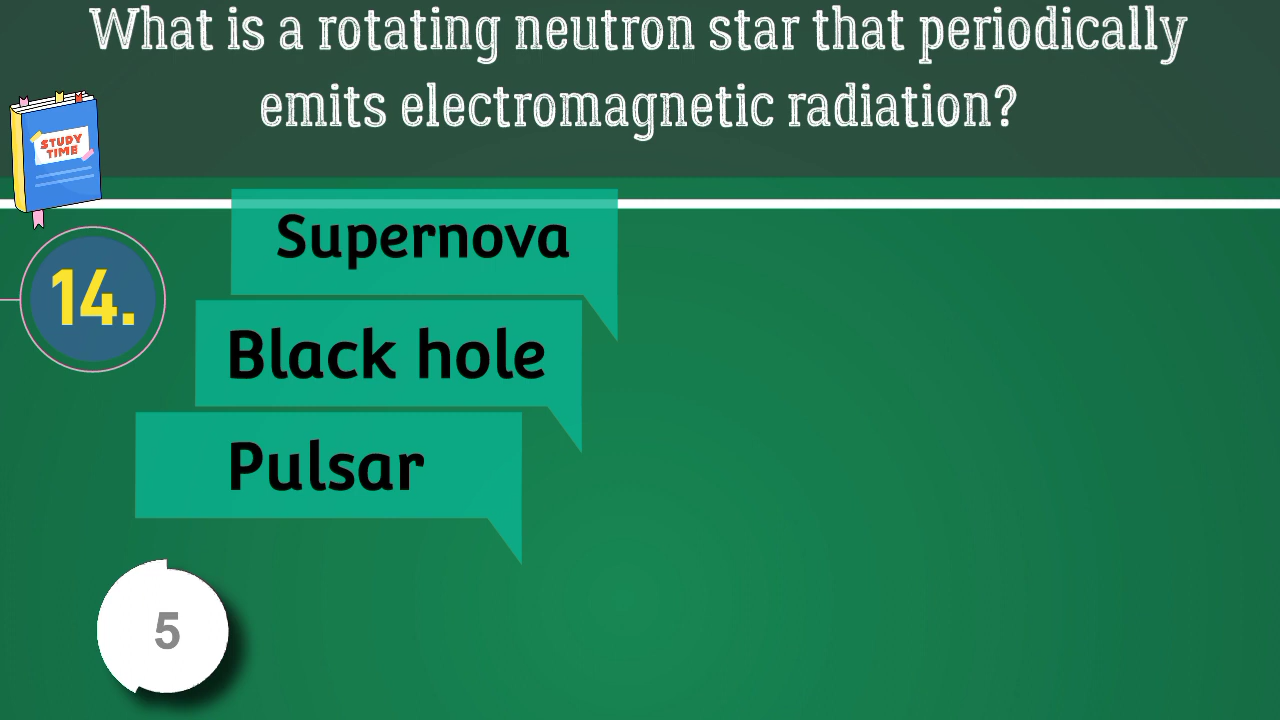 What is a rotating neutron star that periodically
emits electromagnetic radiation?
STUDY
TIME
14.
Supernova
Black hole
Pulsar
5